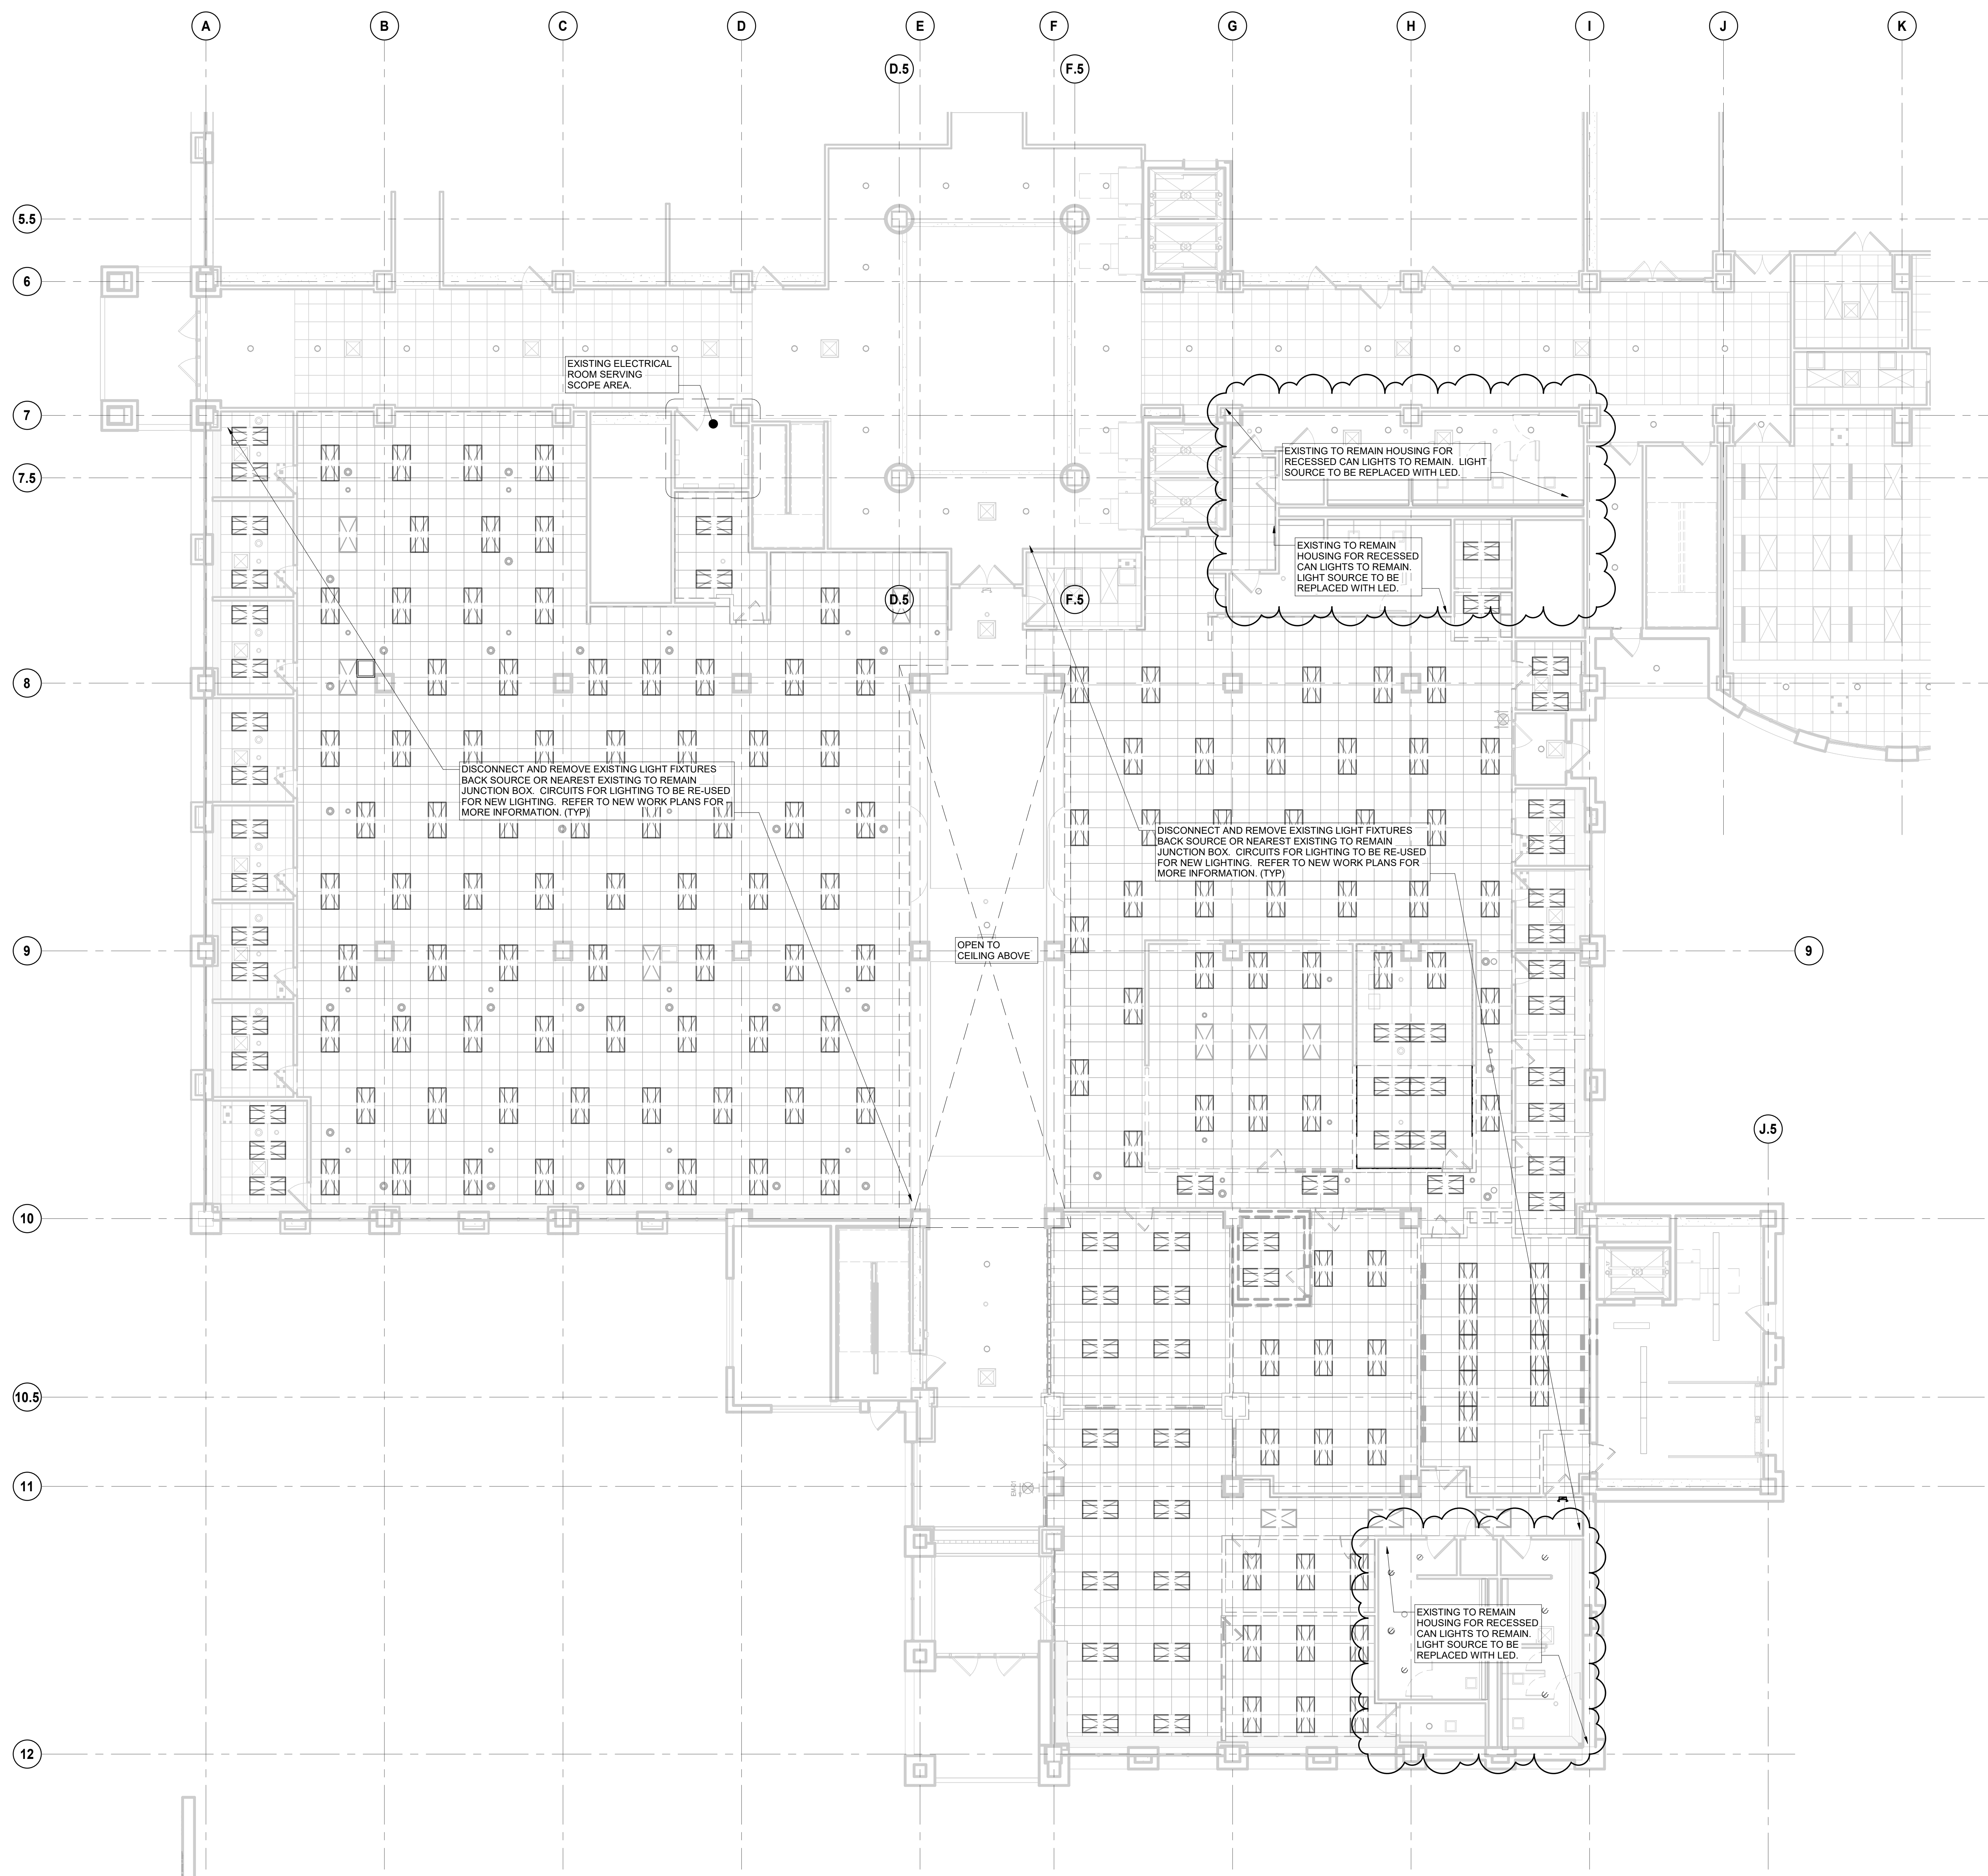 A
B
C
D
E
F
G
H
I
J
K
D.5
F.5
5.5
6
EXISTING ELECTRICAL
ROOM SERVING
SCOPE AREA.
7
EXISTING TO REMAIN HOUSING FOR
RECESSED CAN LIGHTS TO REMAIN. LIGHT
SOURCE TO BE REPLACED WITH LED.
7.5
EXISTING TO REMAIN
HOUSING FOR RECESSED
CAN LIGHTS TO REMAIN.
LIGHT SOURCE TO BE
REPLACED WITH LED.
D.5
F.5
8
DISCONNECT AND REMOVE EXISTING LIGHT FIXTURES
BACK SOURCE OR NEAREST EXISTING TO REMAIN
JUNCTION BOX. CIRCUITS FOR LIGHTING TO BE RE-USED
FOR NEW LIGHTING. REFER TO NEW WORK PLANS FOR
MORE INFORMATION. (TYP)
DISCONNECT AND REMOVE EXISTING LIGHT FIXTURES
BACK SOURCE OR NEAREST EXISTING TO REMAIN
JUNCTION BOX. CIRCUITS FOR LIGHTING TO BE RE-USED
FOR NEW LIGHTING. REFER TO NEW WORK PLANS FOR
MORE INFORMATION. (TYP)
9
OPEN TO
CEILING ABOVE
9
J.5
10
10.5
11
EM-01
EXISTING TO REMAIN
HOUSING FOR RECESSED
CAN LIGHTS TO REMAIN.
LIGHT SOURCE TO BE
REPLACED WITH LED.
12